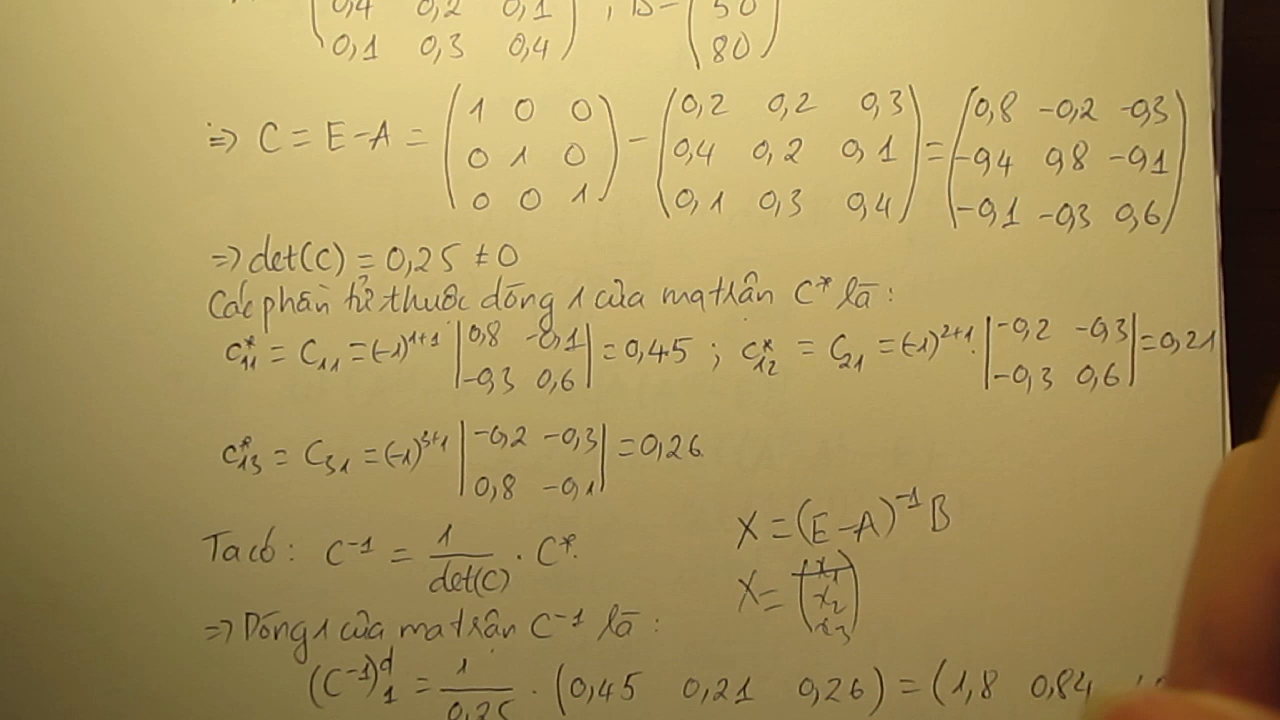 (0,4 0,2 0,1) , B = (50
0,1 0,3 0,4) 80)
=> C = E - A = (1 0 0) - (0,2 0,2 0,3) = (0,8 -0,2 -0,3)
(0 1 0) (0,4 0,2 0,1) (-0,4 0,8 -0,1)
(0 0 1) (0,1 0,3 0,4) (-0,1 -0,3 0,6)
=> det(C) = 0,25 ≠ 0
Các phần tử thuộc dòng 1 của ma trận C* là :
c*11 = C11 = (-1)^1+1 |0,8 -0,1| = 0,45 ; c*12 = C21 = (-1)^2+1 . |-0,2 -0,3| = 0,21
|-0,3 0,6| |-0,3 0,6|
c*13 = C31 = (-1)^3+1 |-0,2 -0,3| = 0,26
|0,8 -0,1|
Ta có : C^-1 = 1/det(C) . C*.
X = (E - A)^-1 B
X = (x1
x2
x3)
=> Dòng 1 của ma trận C^-1 là :
(C^-1)^d_1 = 1/0,25 . (0,45 0,21 0,26) = (1,8 0,84